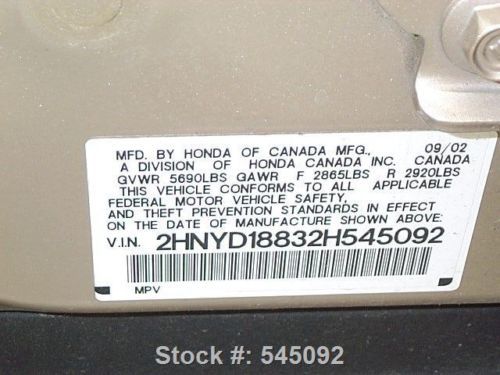 MFD. BY HONDA OF CANADA MFG., 09/02
A DIVISION OF HONDA CANADA INC. CANADA
GVWR 5690LBS GAWR F 2865LBS R 2920LBS
THIS VEHICLE CONFORMS TO ALL APPLICABLE
FEDERAL MOTOR VEHICLE SAFETY,
AND THEFT PREVENTION STANDARDS IN EFFECT
ON THE DATE OF MANUFACTURE SHOWN ABOVE:
V.I.N. 2HNYD18832H545092
MPV
Stock #: 545092